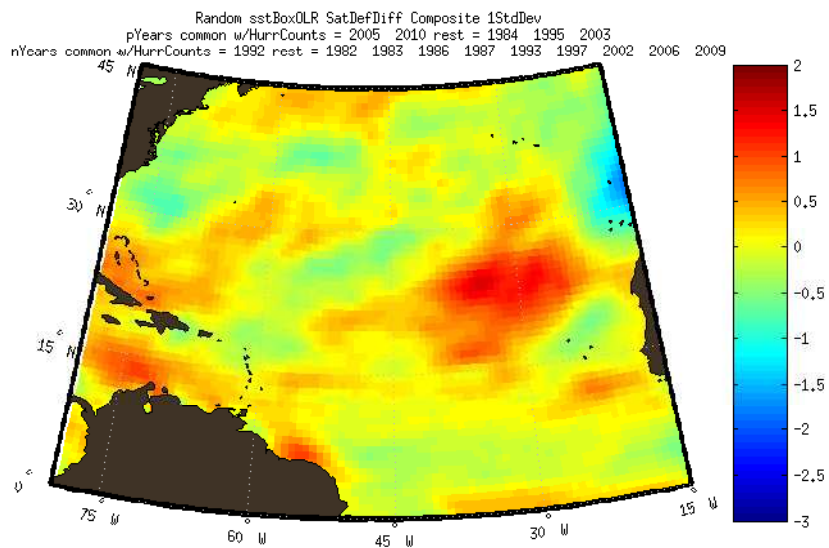 Random sstBoxOLR SatDefDiff Composite 1StdDev
pYears common w/HurrCounts = 2005 2010 rest = 1984 1995 2003
nYears common w/HurrCounts = 1992 rest = 1982 1983 1986 1987 1993 1997 2002 2006 2009
45 N
30° N
15° N
0°
75 W
60 W
45 W
30 W
15 W
2
1.5
1
0.5
0
-0.5
-1
-1.5
-2
-2.5
-3